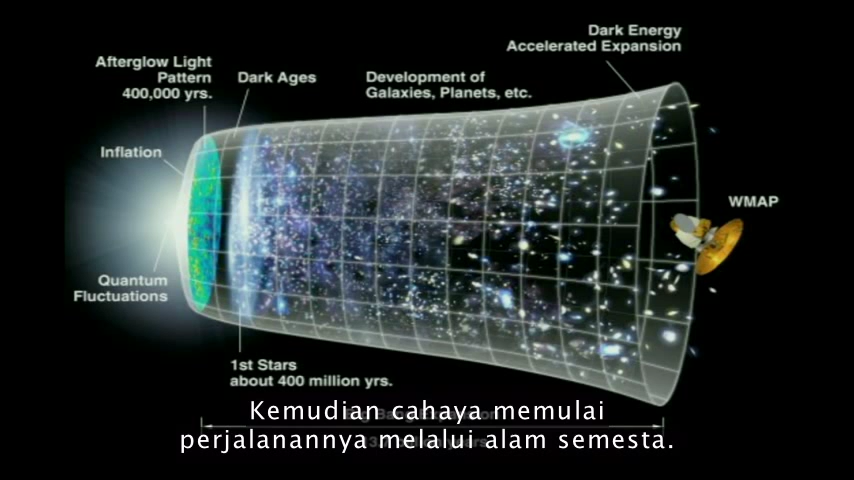 Dark Energy
Accelerated Expansion
Afterglow Light
Pattern
400,000 yrs.
Dark Ages
Development of
Galaxies, Planets, etc.
Inflation
WMAP
Quantum
Fluctuations
1st Stars
about 400 million yrs.
Kemudian cahaya memulai
perjalanannya melalui alam semesta.